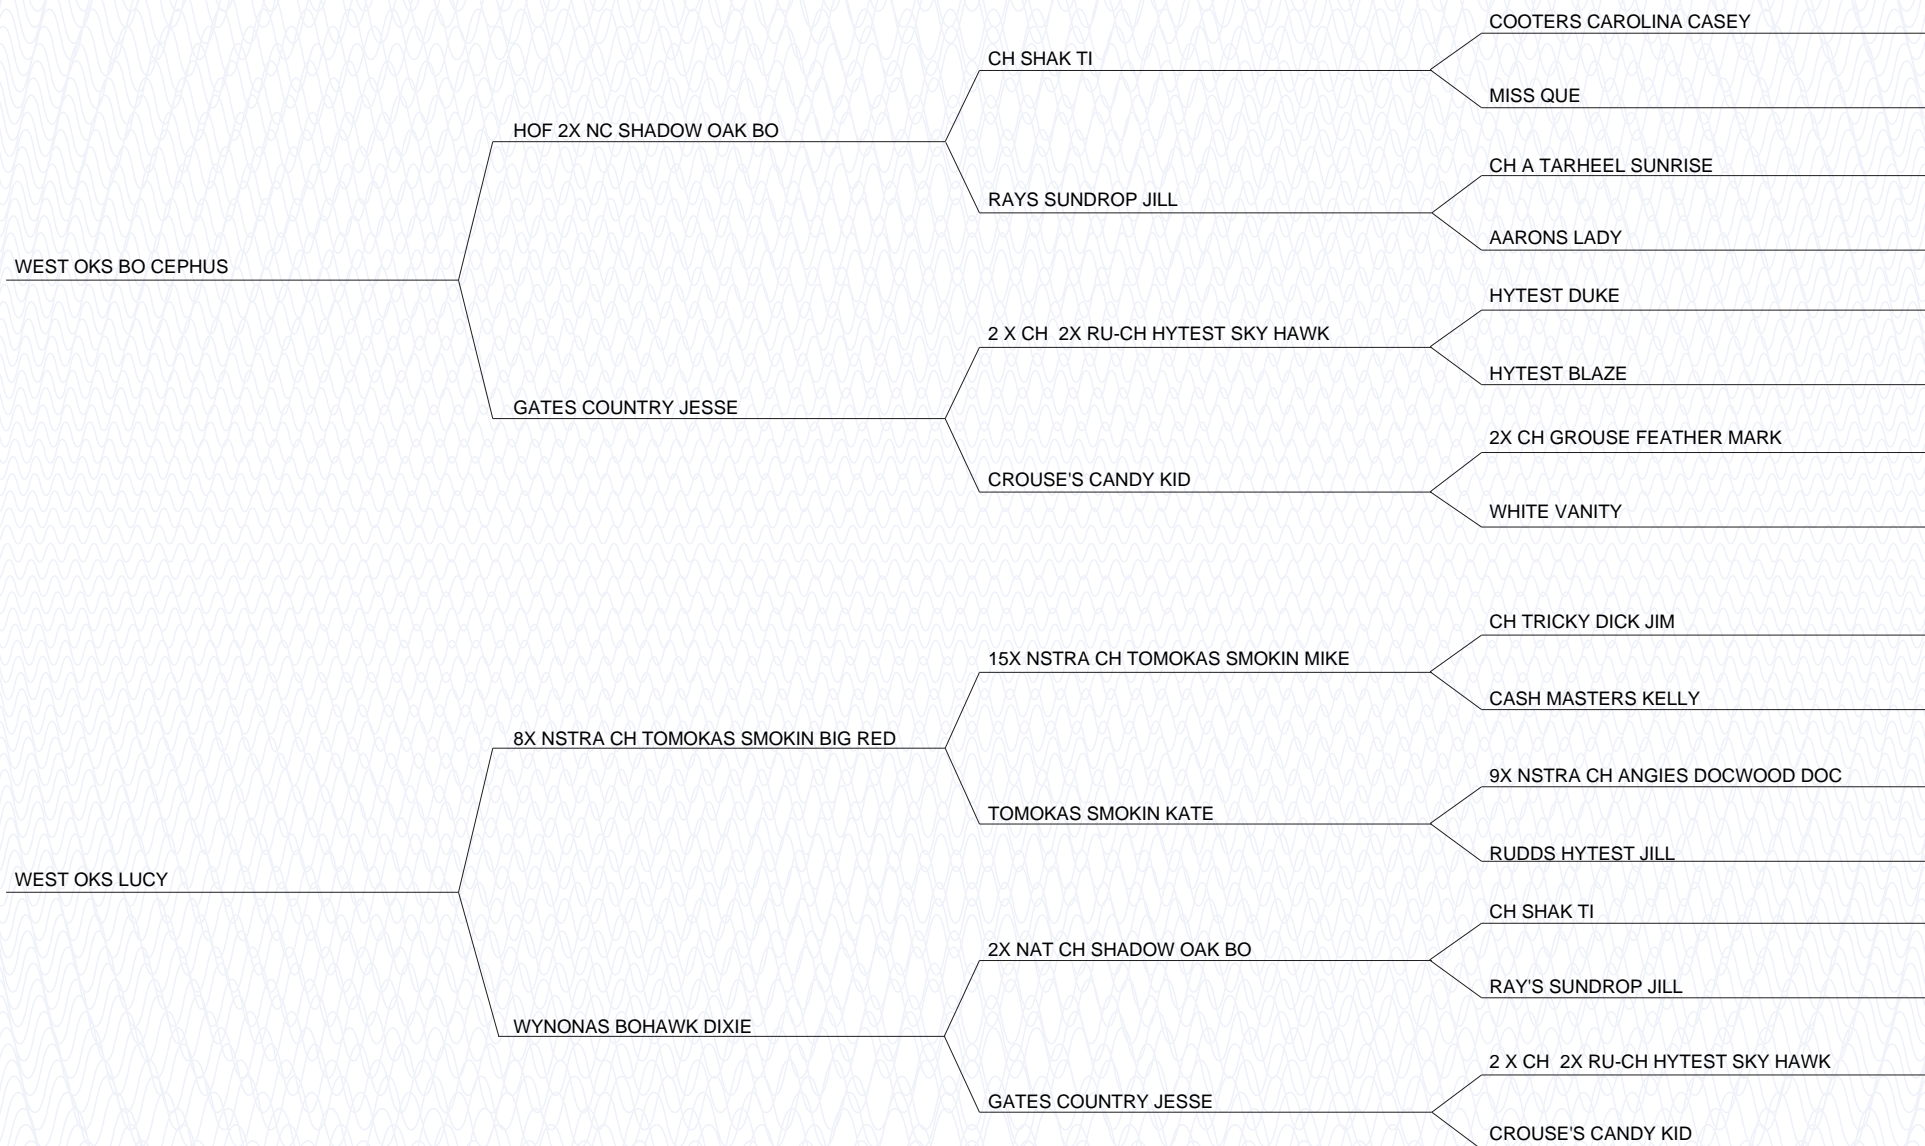 COOTERS CAROLINA CASEY
CH SHAK TI
MISS QUE
HOF 2X NC SHADOW OAK BO
CH A TARHEEL SUNRISE
RAYS SUNDROP JILL
AARONS LADY
WEST OKS BO CEPHUS
HYTEST DUKE
2 X CH  2X RU-CH HYTEST SKY HAWK
HYTEST BLAZE
GATES COUNTRY JESSE
2X CH GROUSE FEATHER MARK
CROUSE'S CANDY KID
WHITE VANITY
CH TRICKY DICK JIM
15X NSTRA CH TOMOKAS SMOKIN MIKE
CASH MASTERS KELLY
8X NSTRA CH TOMOKAS SMOKIN BIG RED
9X NSTRA CH ANGIES DOCWOOD DOC
TOMOKAS SMOKIN KATE
RUDDS HYTEST JILL
WEST OKS LUCY
CH SHAK TI
2X NAT CH SHADOW OAK BO
RAY'S SUNDROP JILL
WYNONAS BOHAWK DIXIE
2 X CH  2X RU-CH HYTEST SKY HAWK
GATES COUNTRY JESSE
CROUSE'S CANDY KID